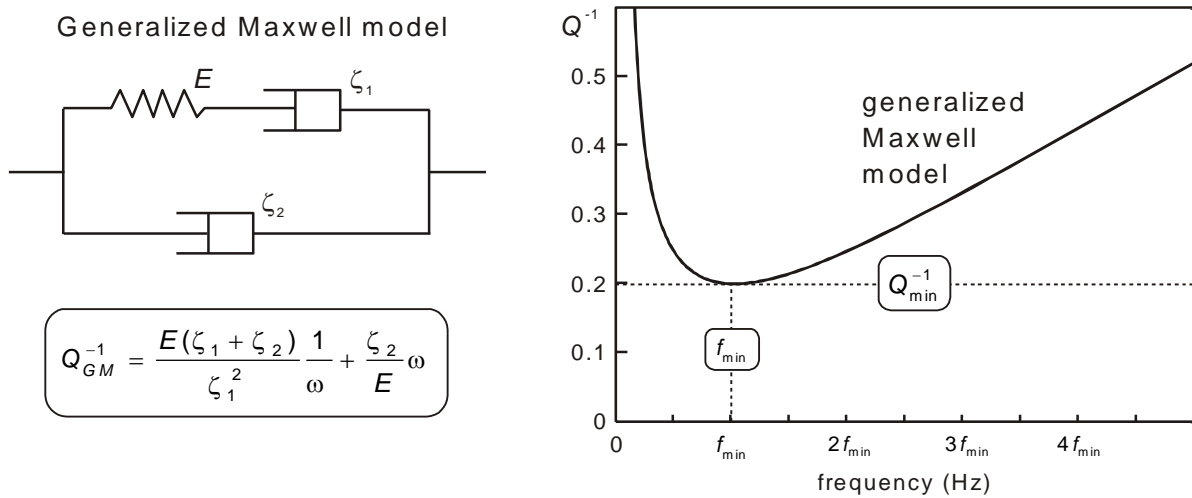 Generalized Maxwell model
E
ζ1
ζ2
Q_GM^-1 = E(ζ1 + ζ2) / ζ1^2 1/ω + ζ2/E ω
Q^-1
0.5
0.4
0.3
0.2
0.1
0
generalized
Maxwell
model
Q_min^-1
f_min
0 f_min 2f_min 3f_min 4f_min
frequency (Hz)